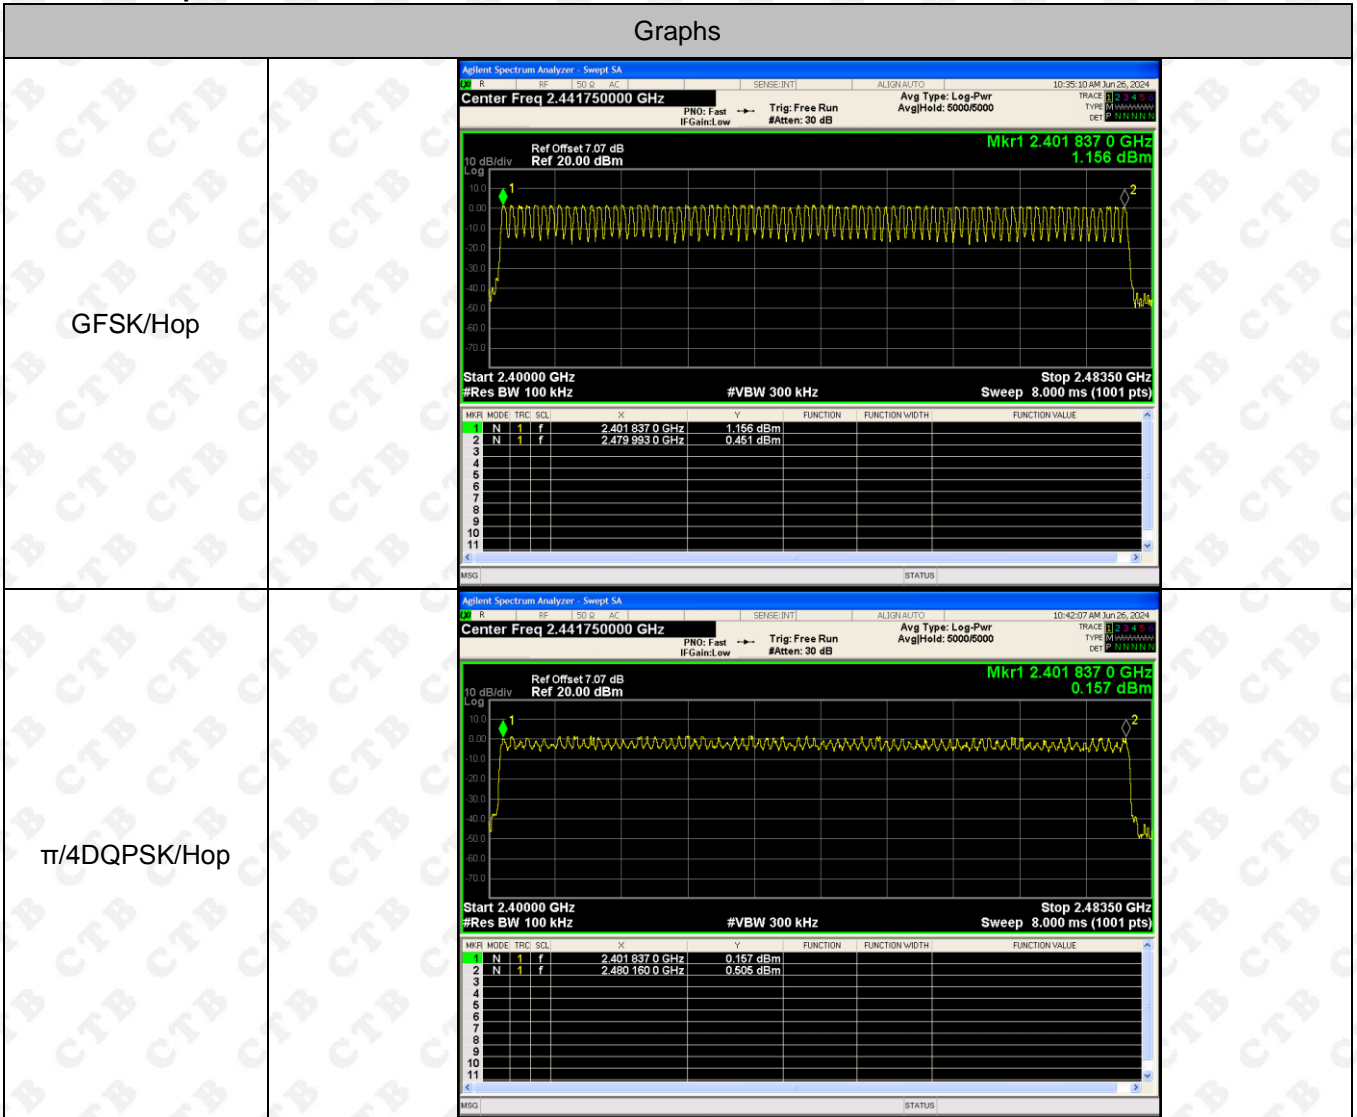 Graphs
GFSK/Hop
Agilent Spectrum Analyzer - Swept SA
R RF 50 Ω AC SENSE:INT ALIGN AUTO 10:35:10 AM Jun 26, 2024
Center Freq 2.441750000 GHz
PNO: Fast
IFGain:Low
Trig: Free Run
#Atten: 30 dB
Avg Type: Log-Pwr
Avg|Hold: 5000/5000
TRACE 1 2 3 4 5 6
TYPE M
DET P N N N N N
Mkr1 2.401 837 0 GHz
1.156 dBm
Ref Offset 7.07 dB
10 dB/div Ref 20.00 dBm
Log
10.0
0.00
-10.0
-20.0
-30.0
-40.0
-50.0
-60.0
-70.0
1
2
Start 2.40000 GHz Stop 2.48350 GHz
#Res BW 100 kHz #VBW 300 kHz Sweep 8.000 ms (1001 pts)
MKR MODE TRC SCL X Y FUNCTION FUNCTION WIDTH FUNCTION VALUE
1 N 1 f 2.401 837 0 GHz 1.156 dBm
2 N 1 f 2.479 993 0 GHz 0.451 dBm
3
4
5
6
7
8
9
10
11
MSG STATUS
π/4DQPSK/Hop
Agilent Spectrum Analyzer - Swept SA
R RF 50 Ω AC SENSE:INT ALIGN AUTO 10:42:07 AM Jun 26, 2024
Center Freq 2.441750000 GHz
PNO: Fast
IFGain:Low
Trig: Free Run
#Atten: 30 dB
Avg Type: Log-Pwr
Avg|Hold: 5000/5000
TRACE 1 2 3 4 5 6
TYPE M
DET P N N N N N
Mkr1 2.401 837 0 GHz
0.157 dBm
Ref Offset 7.07 dB
10 dB/div Ref 20.00 dBm
Log
10.0
0.00
-10.0
-20.0
-30.0
-40.0
-50.0
-60.0
-70.0
1
2
Start 2.40000 GHz Stop 2.48350 GHz
#Res BW 100 kHz #VBW 300 kHz Sweep 8.000 ms (1001 pts)
MKR MODE TRC SCL X Y FUNCTION FUNCTION WIDTH FUNCTION VALUE
1 N 1 f 2.401 837 0 GHz 0.157 dBm
2 N 1 f 2.480 160 0 GHz 0.505 dBm
3
4
5
6
7
8
9
10
11
MSG STATUS